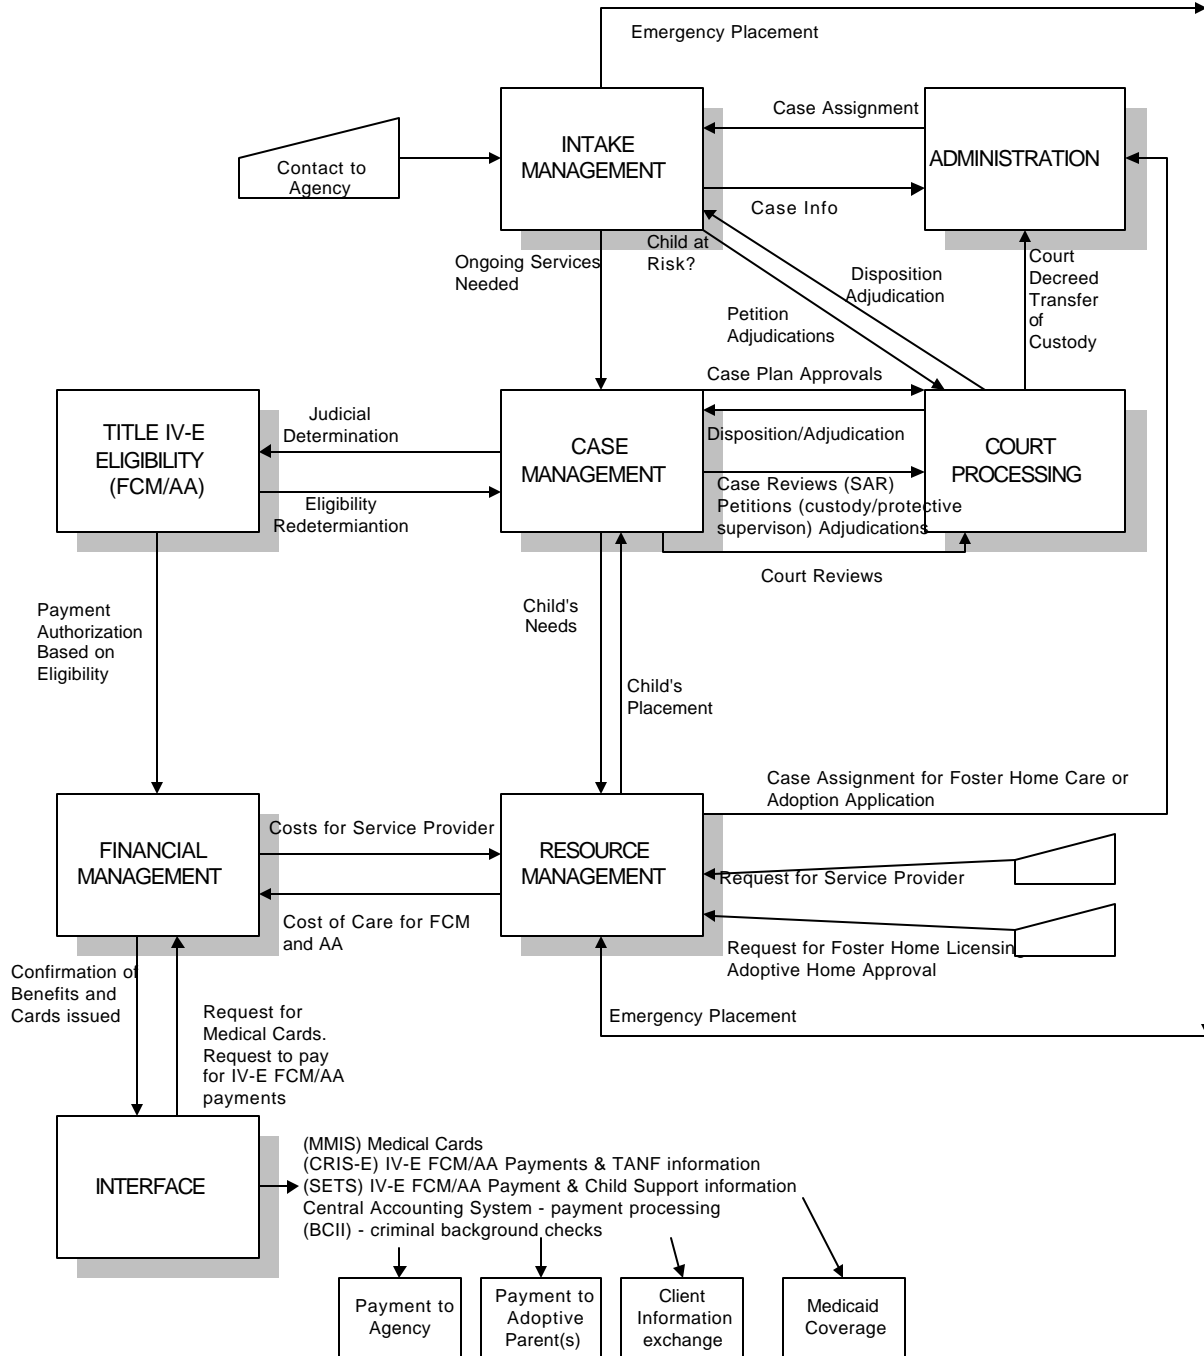 Emergency Placement
Case Assignment
INTAKE
MANAGEMENT
ADMINISTRATION
Contact to
Agency
Case Info
Child at
Risk?
Ongoing Services
Needed
Disposition
Adjudication
Court
Decreed
Transfer
of
Custody
Petition
Adjudications
Case Plan Approvals
TITLE IV-E
ELIGIBILITY
(FCM/AA)
Judicial
Determination
CASE
MANAGEMENT
Disposition/Adjudication
COURT
PROCESSING
Eligibility
Redetermiantion
Case Reviews (SAR)
Petitions (custody/protective
supervison) Adjudications
Court Reviews
Payment
Authorization
Based on
Eligibility
Child's
Needs
Child's
Placement
Case Assignment for Foster Home Care or
Adoption Application
FINANCIAL
MANAGEMENT
Costs for Service Provider
RESOURCE
MANAGEMENT
Request for Service Provider
Cost of Care for FCM
and AA
Request for Foster Home Licensing
Adoptive Home Approval
Confirmation of
Benefits and
Cards issued
Request for
Medical Cards.
Request to pay
for IV-E FCM/AA
payments
Emergency Placement
INTERFACE
(MMIS) Medical Cards
(CRIS-E) IV-E FCM/AA Payments & TANF information
(SETS) IV-E FCM/AA Payment & Child Support information
Central Accounting System - payment processing
(BCII) - criminal background checks
Payment to
Agency
Payment to
Adoptive
Parent(s)
Client
Information
exchange
Medicaid
Coverage